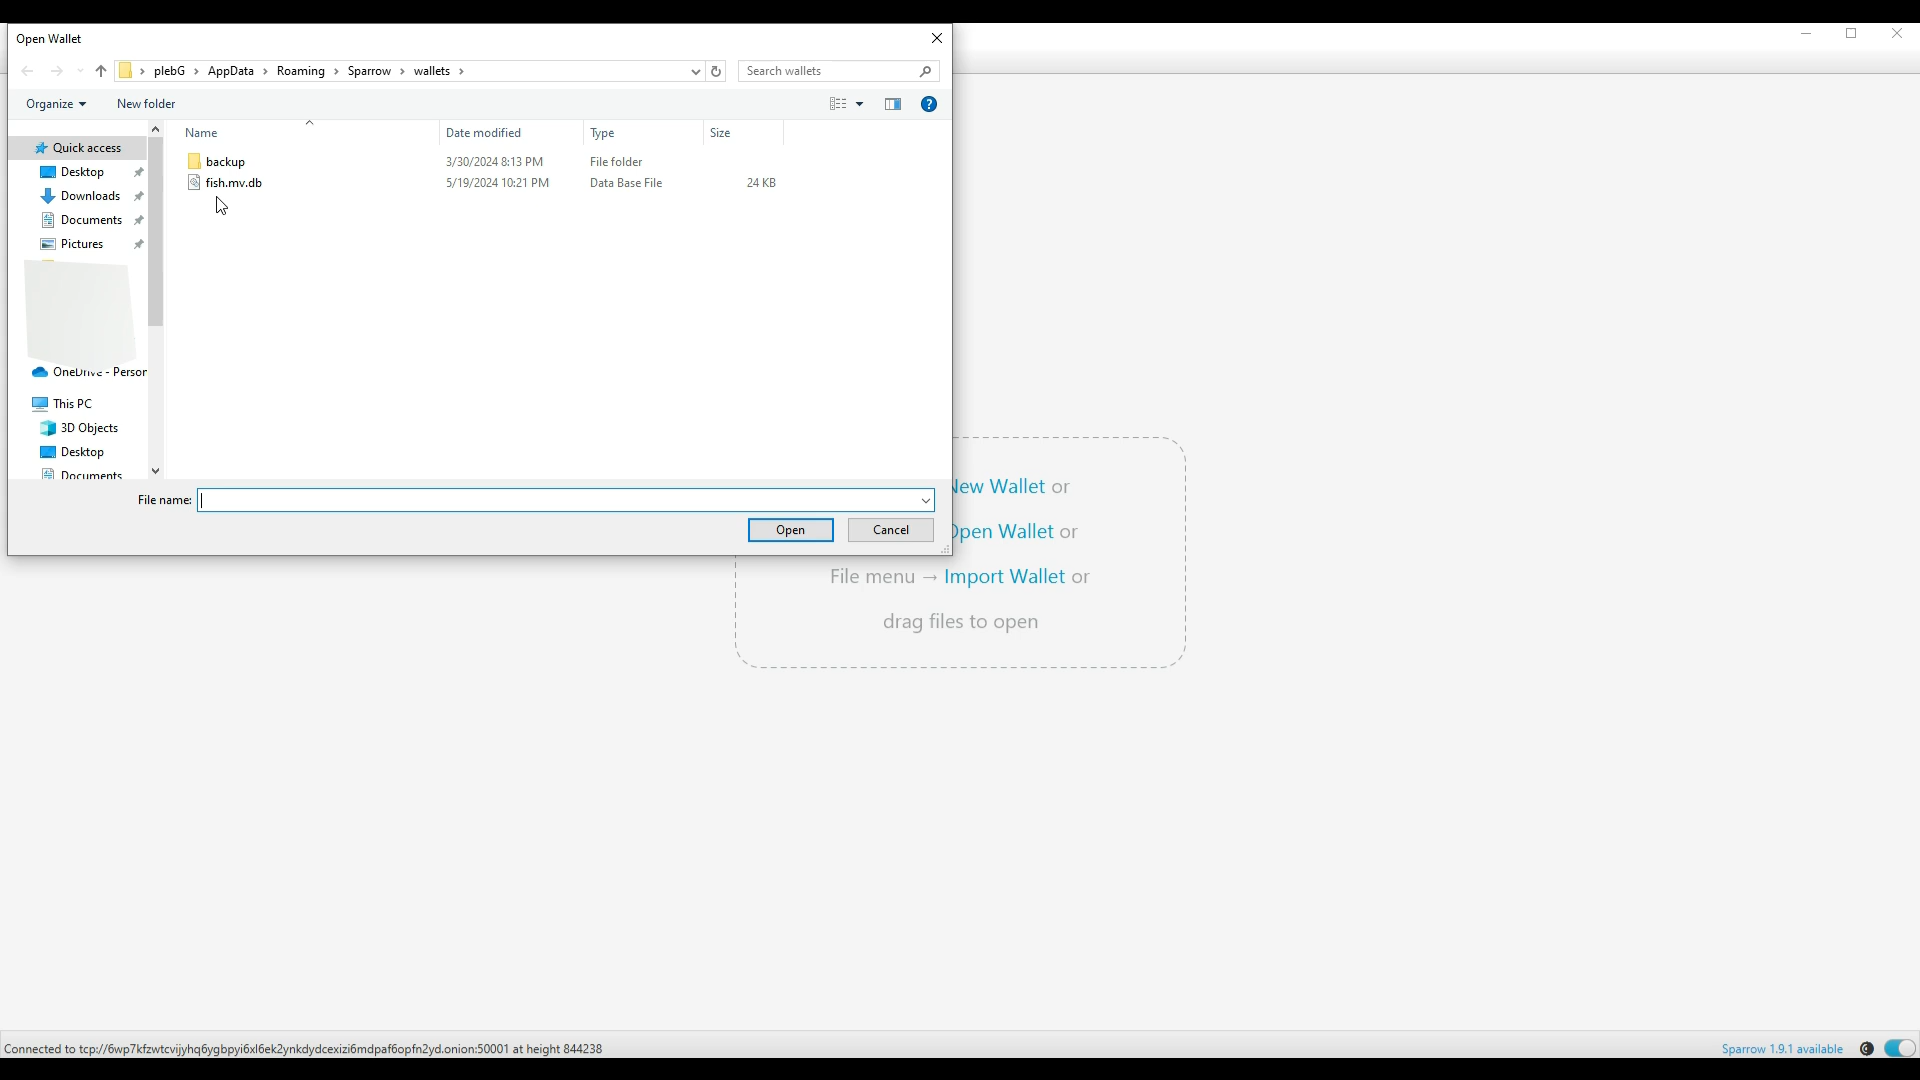 Open Wallet
plebG > AppData > Roaming > Sparrow > wallets >
Search wallets
Organize
New folder
Name
Date modified
Type
Size
Quick access
Desktop
Downloads
Documents
Pictures
OneDrive - Person
This PC
3D Objects
Desktop
Documents
backup
3/30/2024 8:13 PM
File folder
fish.mv.db
5/19/2024 10:21 PM
Data Base File
24 KB
File name:
Open
Cancel
New Wallet or
Open Wallet or
File menu → Import Wallet or
drag files to open
Connected to tcp://6wp7kfzwtcvijyhq6ygbpyi6xl6ek2ynkdydcexizi6mdpaf6opfn2yd.onion:50001 at height 844238
Sparrow 1.9.1 available